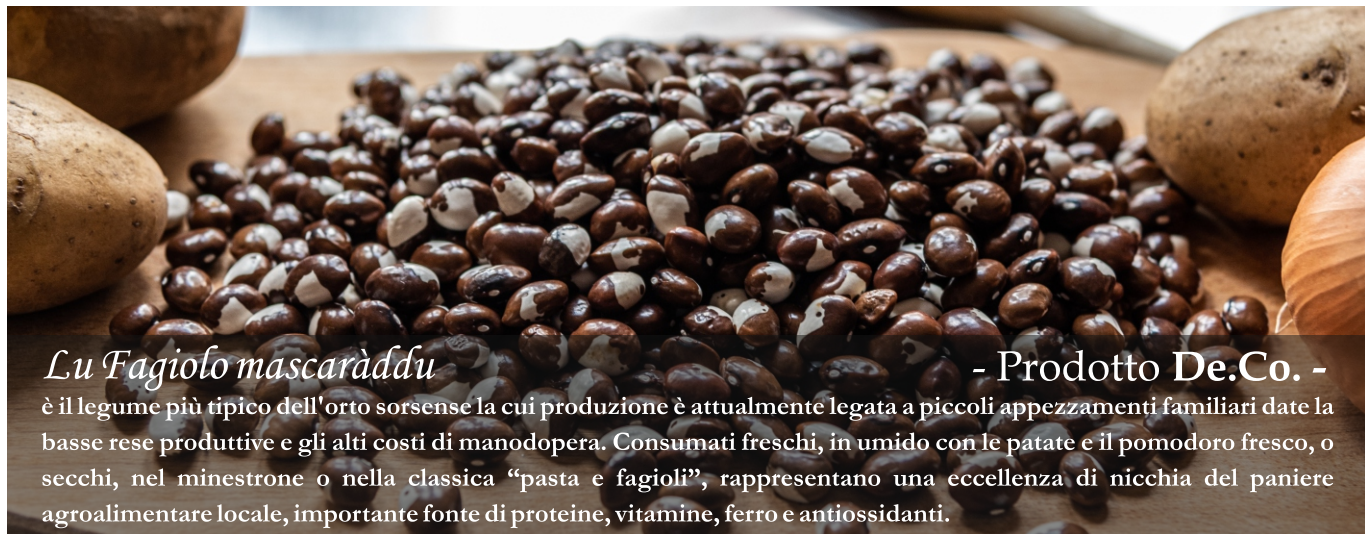 Lu Fagiolo mascaràddu
- Prodotto De.Co. -
è il legume più tipico dell'orto sorsense la cui produzione è attualmente legata a piccoli appezzamenti familiari date la
basse rese produttive e gli alti costi di manodopera. Consumati freschi, in umido con le patate e il pomodoro fresco, o
secchi, nel minestrone o nella classica “pasta e fagioli”, rappresentano una eccellenza di nicchia del paniere
agroalimentare locale, importante fonte di proteine, vitamine, ferro e antiossidanti.